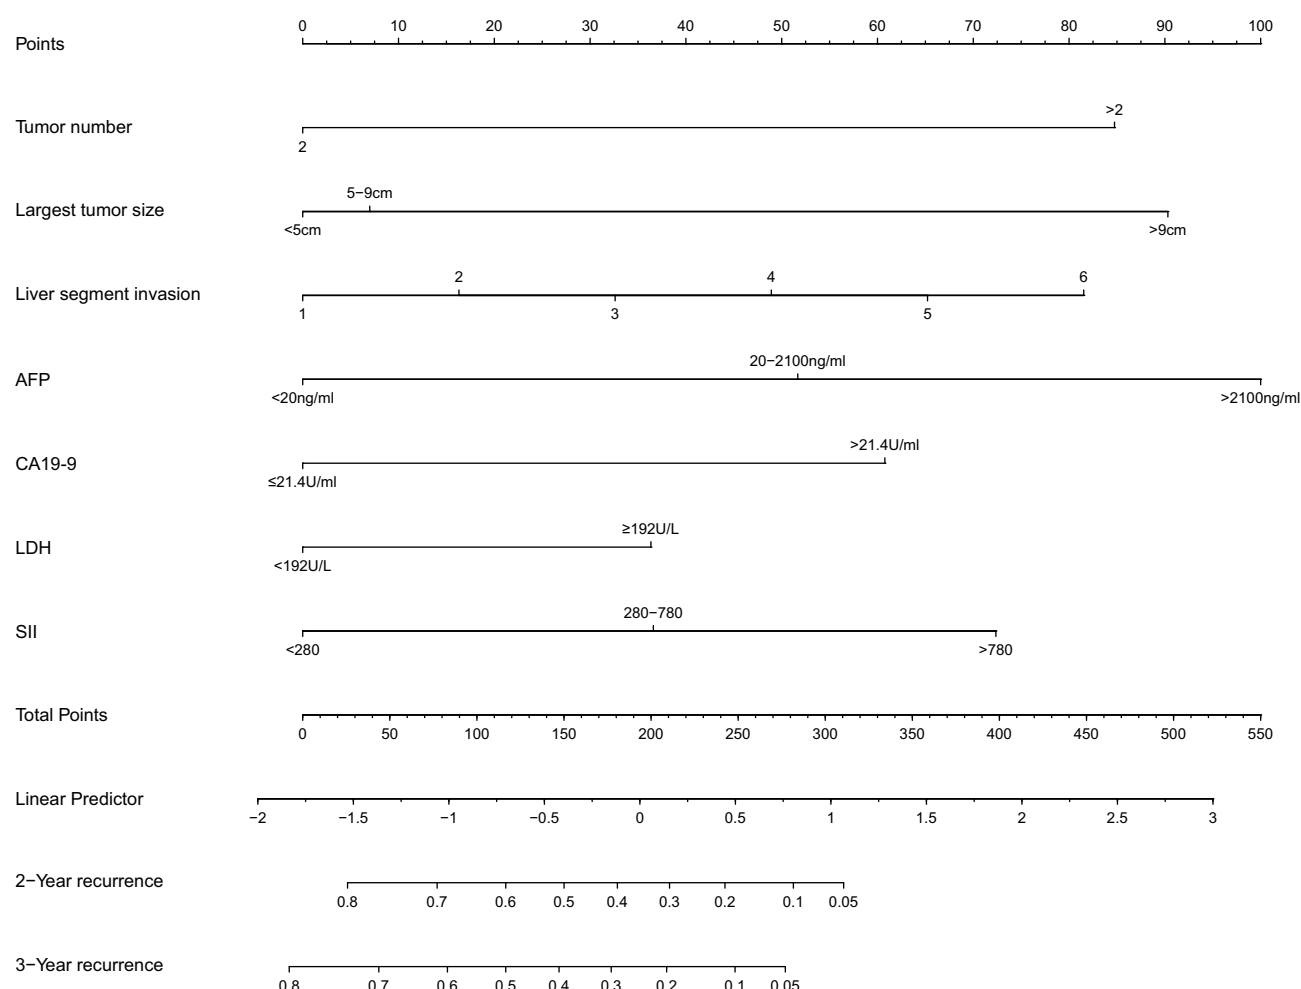 0 10 20 30 40 50 60 70 80 90 100
Points
>2
Tumor number
2
5−9cm
Largest tumor size
<5cm >9cm
2 4 6
Liver segment invasion
1 3 5
20−2100ng/ml
AFP
<20ng/ml >2100ng/ml
>21.4U/ml
CA19-9
≤21.4U/ml
≥192U/L
LDH
<192U/L
280−780
SII
<280 >780
Total Points
0 50 100 150 200 250 300 350 400 450 500 550
Linear Predictor
−2 −1.5 −1 −0.5 0 0.5 1 1.5 2 2.5 3
2−Year recurrence
0.8 0.7 0.6 0.5 0.4 0.3 0.2 0.1 0.05
3−Year recurrence
0.8 0.7 0.6 0.5 0.4 0.3 0.2 0.1 0.05